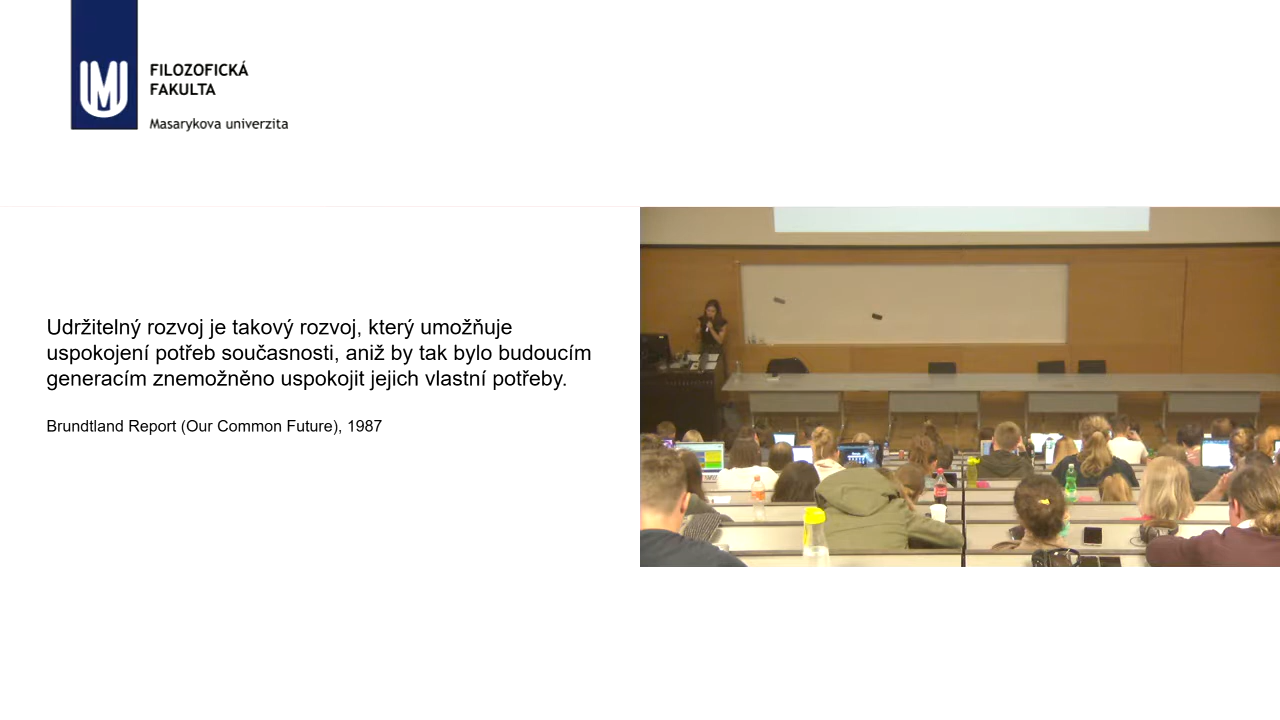 FILOZOFICKÁ
FAKULTA
Masarykova univerzita
Udržitelný rozvoj je takový rozvoj, který umožňuje
uspokojení potřeb současnosti, aniž by tak bylo budoucím
generacím znemožněno uspokojit jejich vlastní potřeby.
Brundtland Report (Our Common Future), 1987